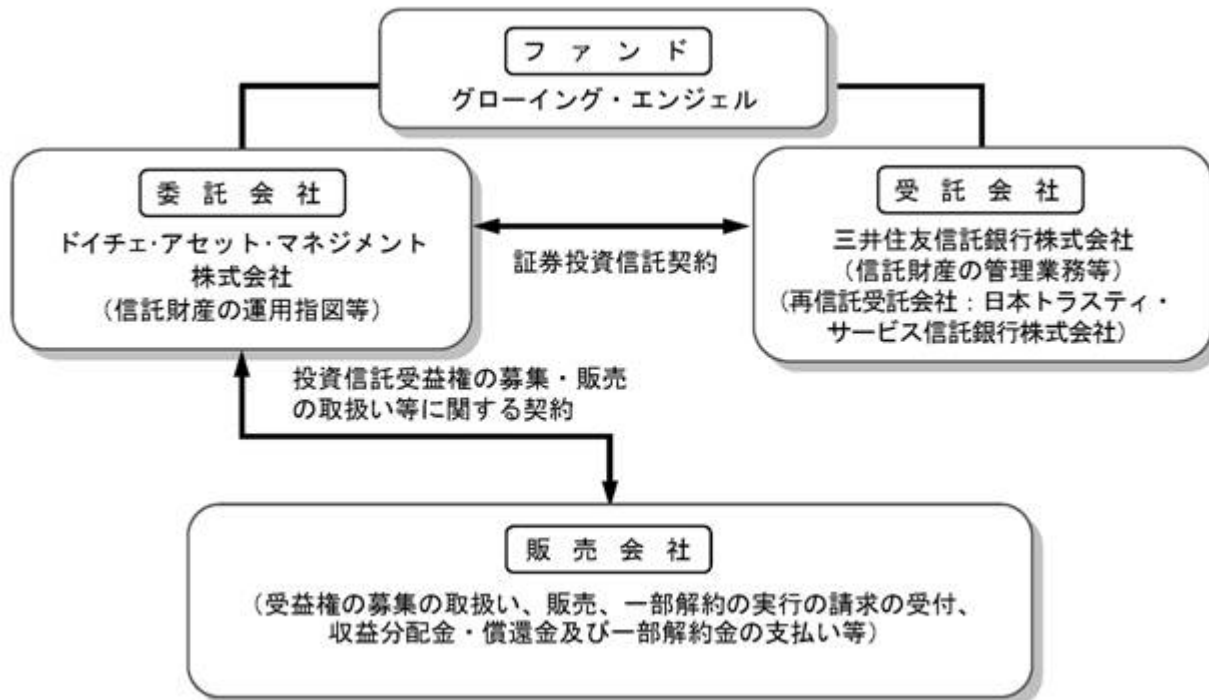 ファンド
グローイング・エンジェル
委託会社
ドイチェ・アセット・マネジメント
株式会社
（信託財産の運用指図等）
証券投資信託契約
受託会社
三井住友信託銀行株式会社
（信託財産の管理業務等）
（再信託受託会社：日本トラスティ・
サービス信託銀行株式会社）
投資信託受益権の募集・販売
の取扱い等に関する契約
販売会社
（受益権の募集の取扱い、販売、一部解約の実行の請求の受付、
収益分配金・償還金及び一部解約金の支払い等）